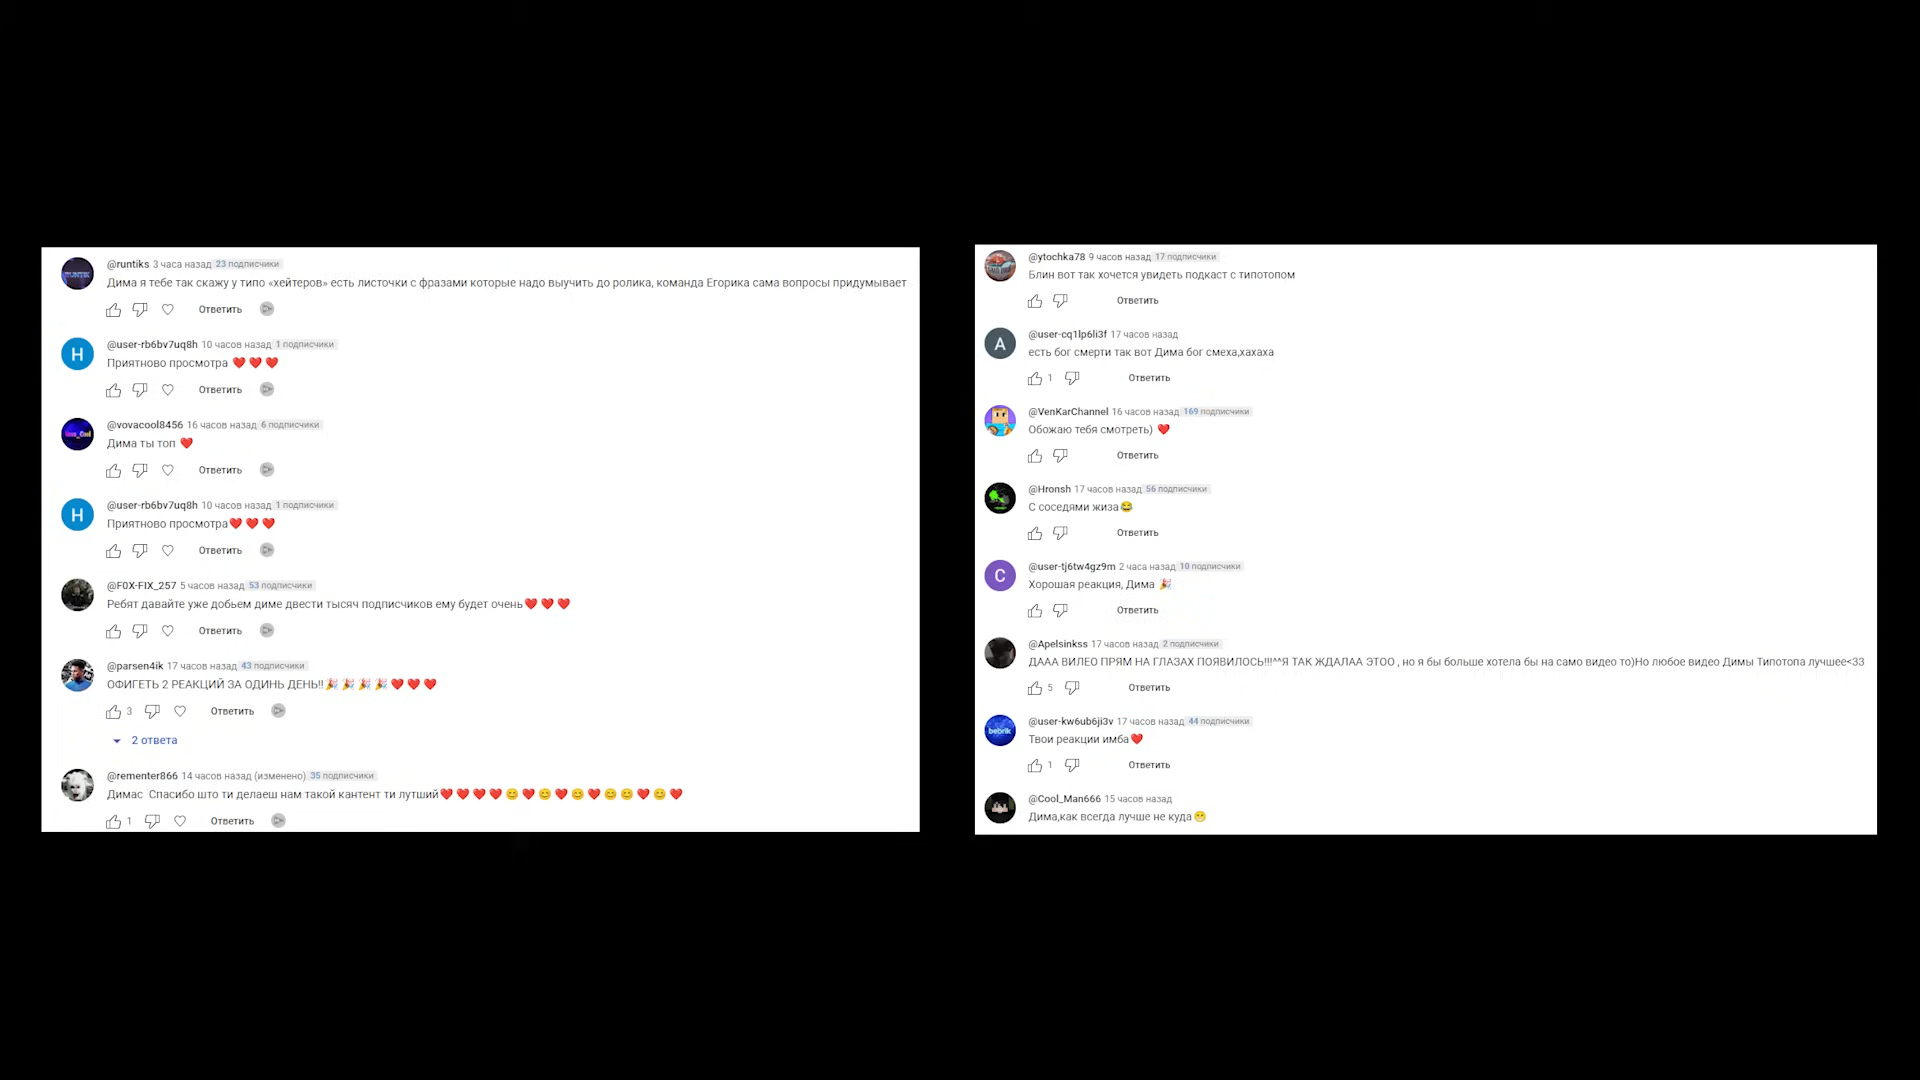 @runtiks 3 часа назад 23 подписчики
Дима я тебе так скажу у типо «хейтеров» есть листочки с фразами которые надо выучить до ролика, команда Егорика сама вопросы придумывает
Ответить
H
@user-rb6bv7uq8h 10 часов назад 1 подписчики
Приятново просмотра ❤️❤️❤️
Ответить
@vovacool8456 16 часов назад 6 подписчики
Дима ты топ ❤️
Ответить
H
@user-rb6bv7uq8h 10 часов назад 1 подписчики
Приятново просмотра❤️❤️❤️
Ответить
@F0X-FIX_257 5 часов назад 53 подписчики
Ребят давайте уже добьем диме двести тысяч подписчиков ему будет очень❤️❤️❤️
Ответить
@parsen4ik 17 часов назад 43 подписчики
ОФИГЕТЬ 2 РЕАКЦИЙ ЗА ОДИНЬ ДЕНЬ!!🎉🎉🎉🎉❤️❤️❤️
3 Ответить
2 ответа
@rementer866 14 часов назад (изменено) 35 подписчики
Димас Спасибо што ти делаеш нам такой кантент ти лутший❤️❤️❤️❤️😊❤️😊❤️😊❤️😊😊❤️😊❤️
1 Ответить
@ytochka78 9 часов назад 17 подписчики
Блин вот так хочется увидеть подкаст с типотопом
Ответить
A
@user-cq1lp6li3f 17 часов назад
есть бог смерти так вот Дима бог смеха,хахаха
1 Ответить
@VenKarChannel 16 часов назад 169 подписчики
Обожаю тебя смотреть) ❤️
Ответить
@Hronsh 17 часов назад 56 подписчики
С соседями жиза😂
Ответить
C
@user-tj6tw4gz9m 2 часа назад 10 подписчики
Хорошая реакция, Дима 🎉
Ответить
@Apelsinkss 17 часов назад 2 подписчики
ДААА ВИЛЕО ПРЯМ НА ГЛАЗАХ ПОЯВИЛОСЬ!!!^^Я ТАК ЖДАЛАА ЭТОО , но я бы больше хотела бы на само видео то)Но любое видео Димы Типотопа лучшее<33
5 Ответить
bebrik
@user-kw6ub6ji3v 17 часов назад 44 подписчики
Твои реакции имба❤️
1 Ответить
@Cool_Man666 15 часов назад
Дима,как всегда лучше не куда😁